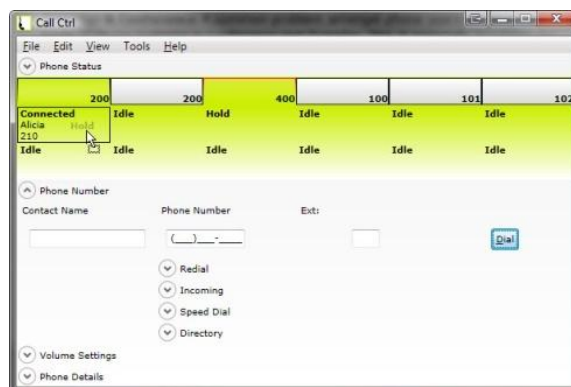 Call Ctrl
File Edit View Tools Help
Phone Status
200 200 400 100 101 102
Connected Idle Hold Idle Idle Idle
Alicia Hold
210
Idle Idle Idle Idle Idle Idle
Phone Number
Contact Name Phone Number Ext:
(___)___-____ Dial
Redial
Incoming
Speed Dial
Directory
Volume Settings
Phone Details